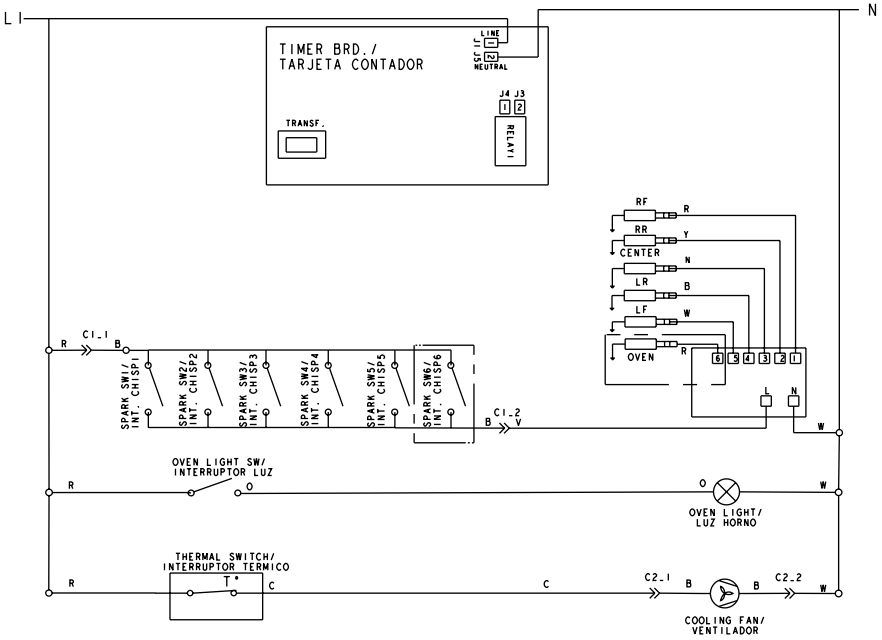 L1
N
TIMER BRD./
TARJETA CONTADOR
LINE
J1 1
J5 2
NEUTRAL
J4 J3
1 2
RELAY1
TRANSF.
RF
R
RR
Y
CENTER
N
LR
B
LF
W
OVEN
R
6 5 4 3 2 1
L N
W
R
C1_1
B
SPARK SW1/
INT. CHISP1
SPARK SW2/
INT. CHISP2
SPARK SW3/
INT. CHISP3
SPARK SW4/
INT. CHISP4
SPARK SW5/
INT. CHISP5
SPARK SW6/
INT. CHISP6
B
C1_2
V
OVEN LIGHT SW/
INTERRUPTOR LUZ
R
O
O
W
OVEN LIGHT/
LUZ HORNO
THERMAL SWITCH/
INTERRUPTOR TERMICO
R
T°
C
C
C2_1
B
B
C2_2
W
COOLING FAN/
VENTILADOR